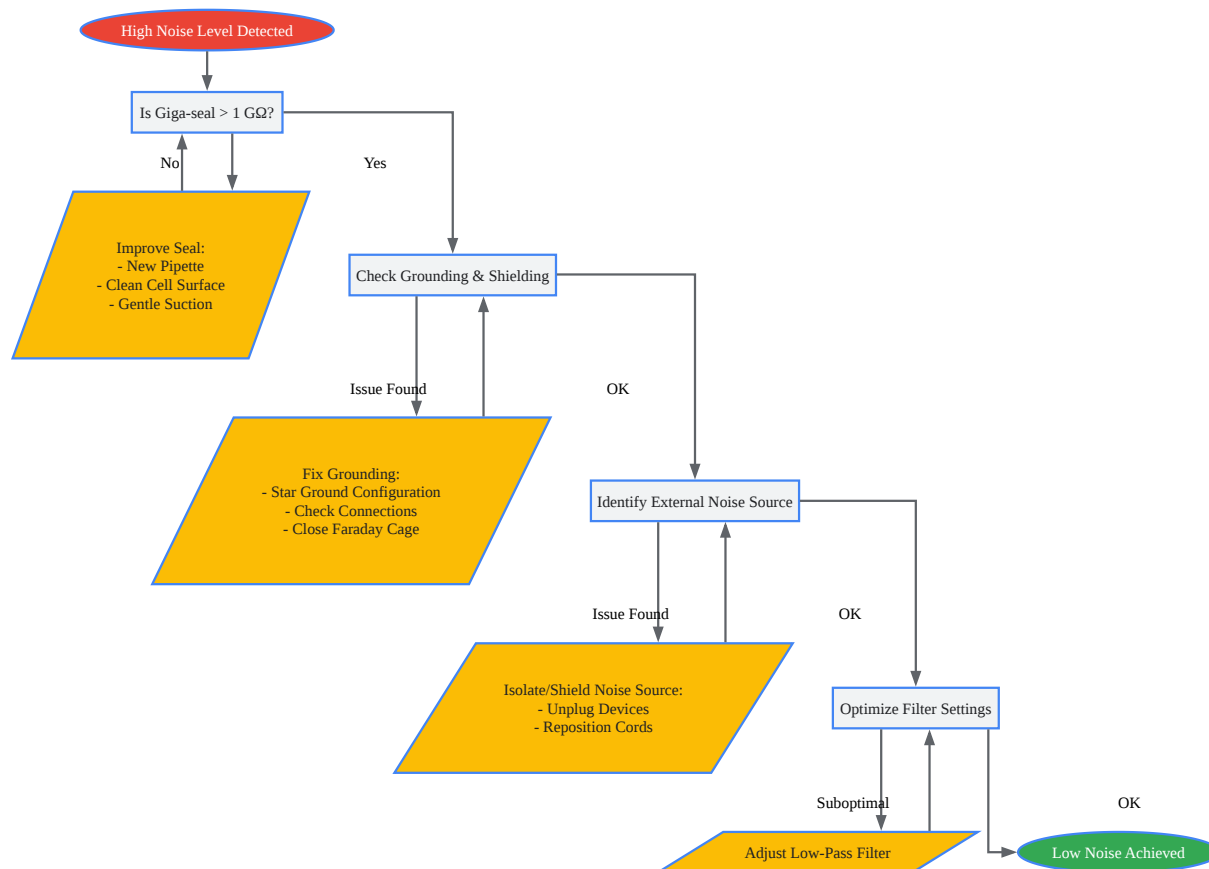 High Noise Level Detected
Is Giga-seal > 1 GΩ?
No
Yes
Improve Seal:
- New Pipette
- Clean Cell Surface
- Gentle Suction
Check Grounding & Shielding
Issue Found
OK
Fix Grounding:
- Star Ground Configuration
- Check Connections
- Close Faraday Cage
Identify External Noise Source
Issue Found
OK
Isolate/Shield Noise Source:
- Unplug Devices
- Reposition Cords
Optimize Filter Settings
Suboptimal
OK
Adjust Low-Pass Filter
Low Noise Achieved